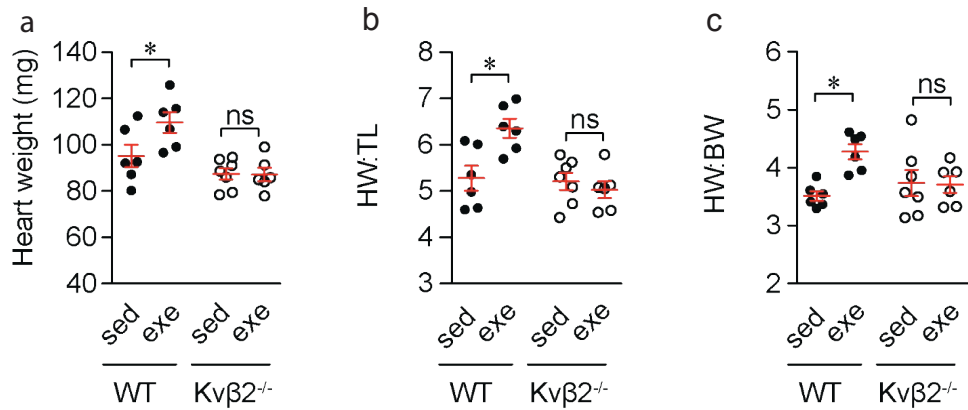 a
Heart weight (mg)
140
120
100
80
60
40
*
ns
sed
exe
sed
exe
WT
Kvβ2-/-
b
HW:TL
8
7
6
5
4
3
*
ns
sed
exe
sed
exe
WT
Kvβ2-/-
c
HW:BW
6
5
4
3
2
*
ns
sed
exe
sed
exe
WT
Kvβ2-/-